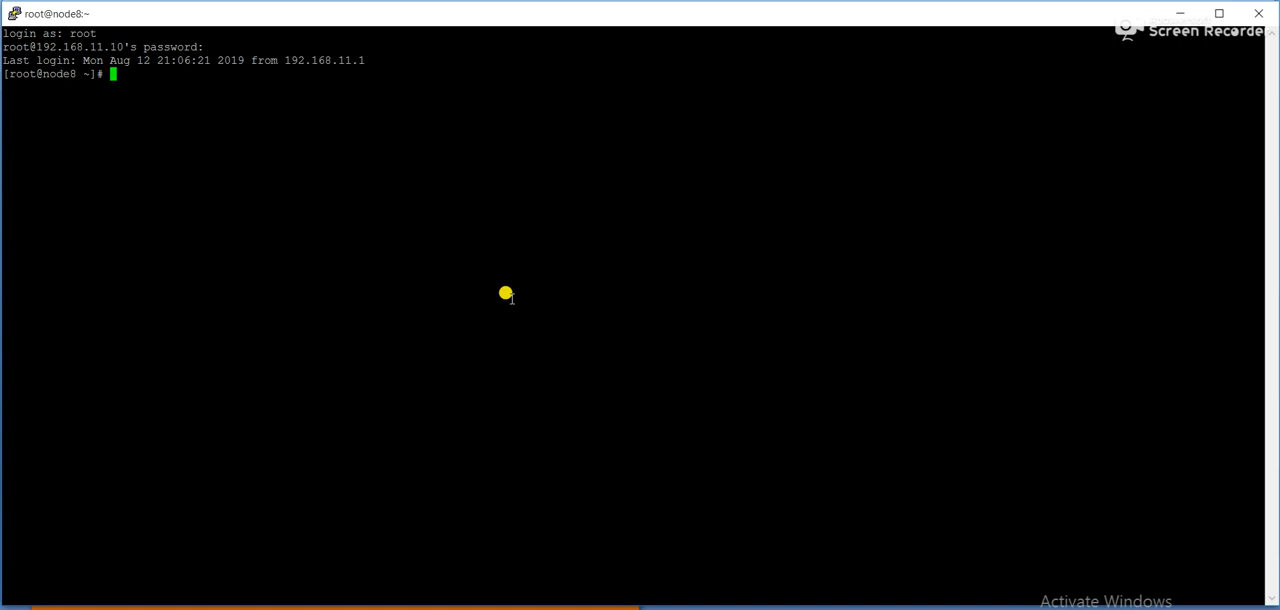 root@node8:~
Screen Recorder
login as: root
root@192.168.11.10's password:
Last login: Mon Aug 12 21:06:21 2019 from 192.168.11.1
[root@node8 ~]#
Activate Windows